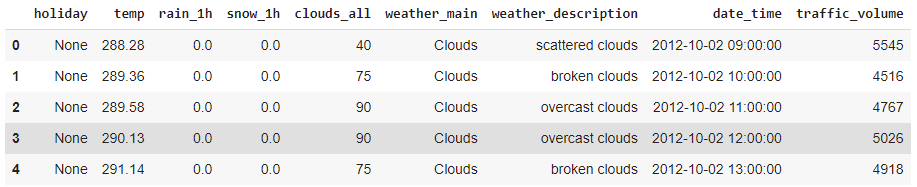 holiday temp rain_1h snow_1h clouds_all weather_main weather_description date_time traffic_volume
0 None 288.28 0.0 0.0 40 Clouds scattered clouds 2012-10-02 09:00:00 5545
1 None 289.36 0.0 0.0 75 Clouds broken clouds 2012-10-02 10:00:00 4516
2 None 289.58 0.0 0.0 90 Clouds overcast clouds 2012-10-02 11:00:00 4767
3 None 290.13 0.0 0.0 90 Clouds overcast clouds 2012-10-02 12:00:00 5026
4 None 291.14 0.0 0.0 75 Clouds broken clouds 2012-10-02 13:00:00 4918